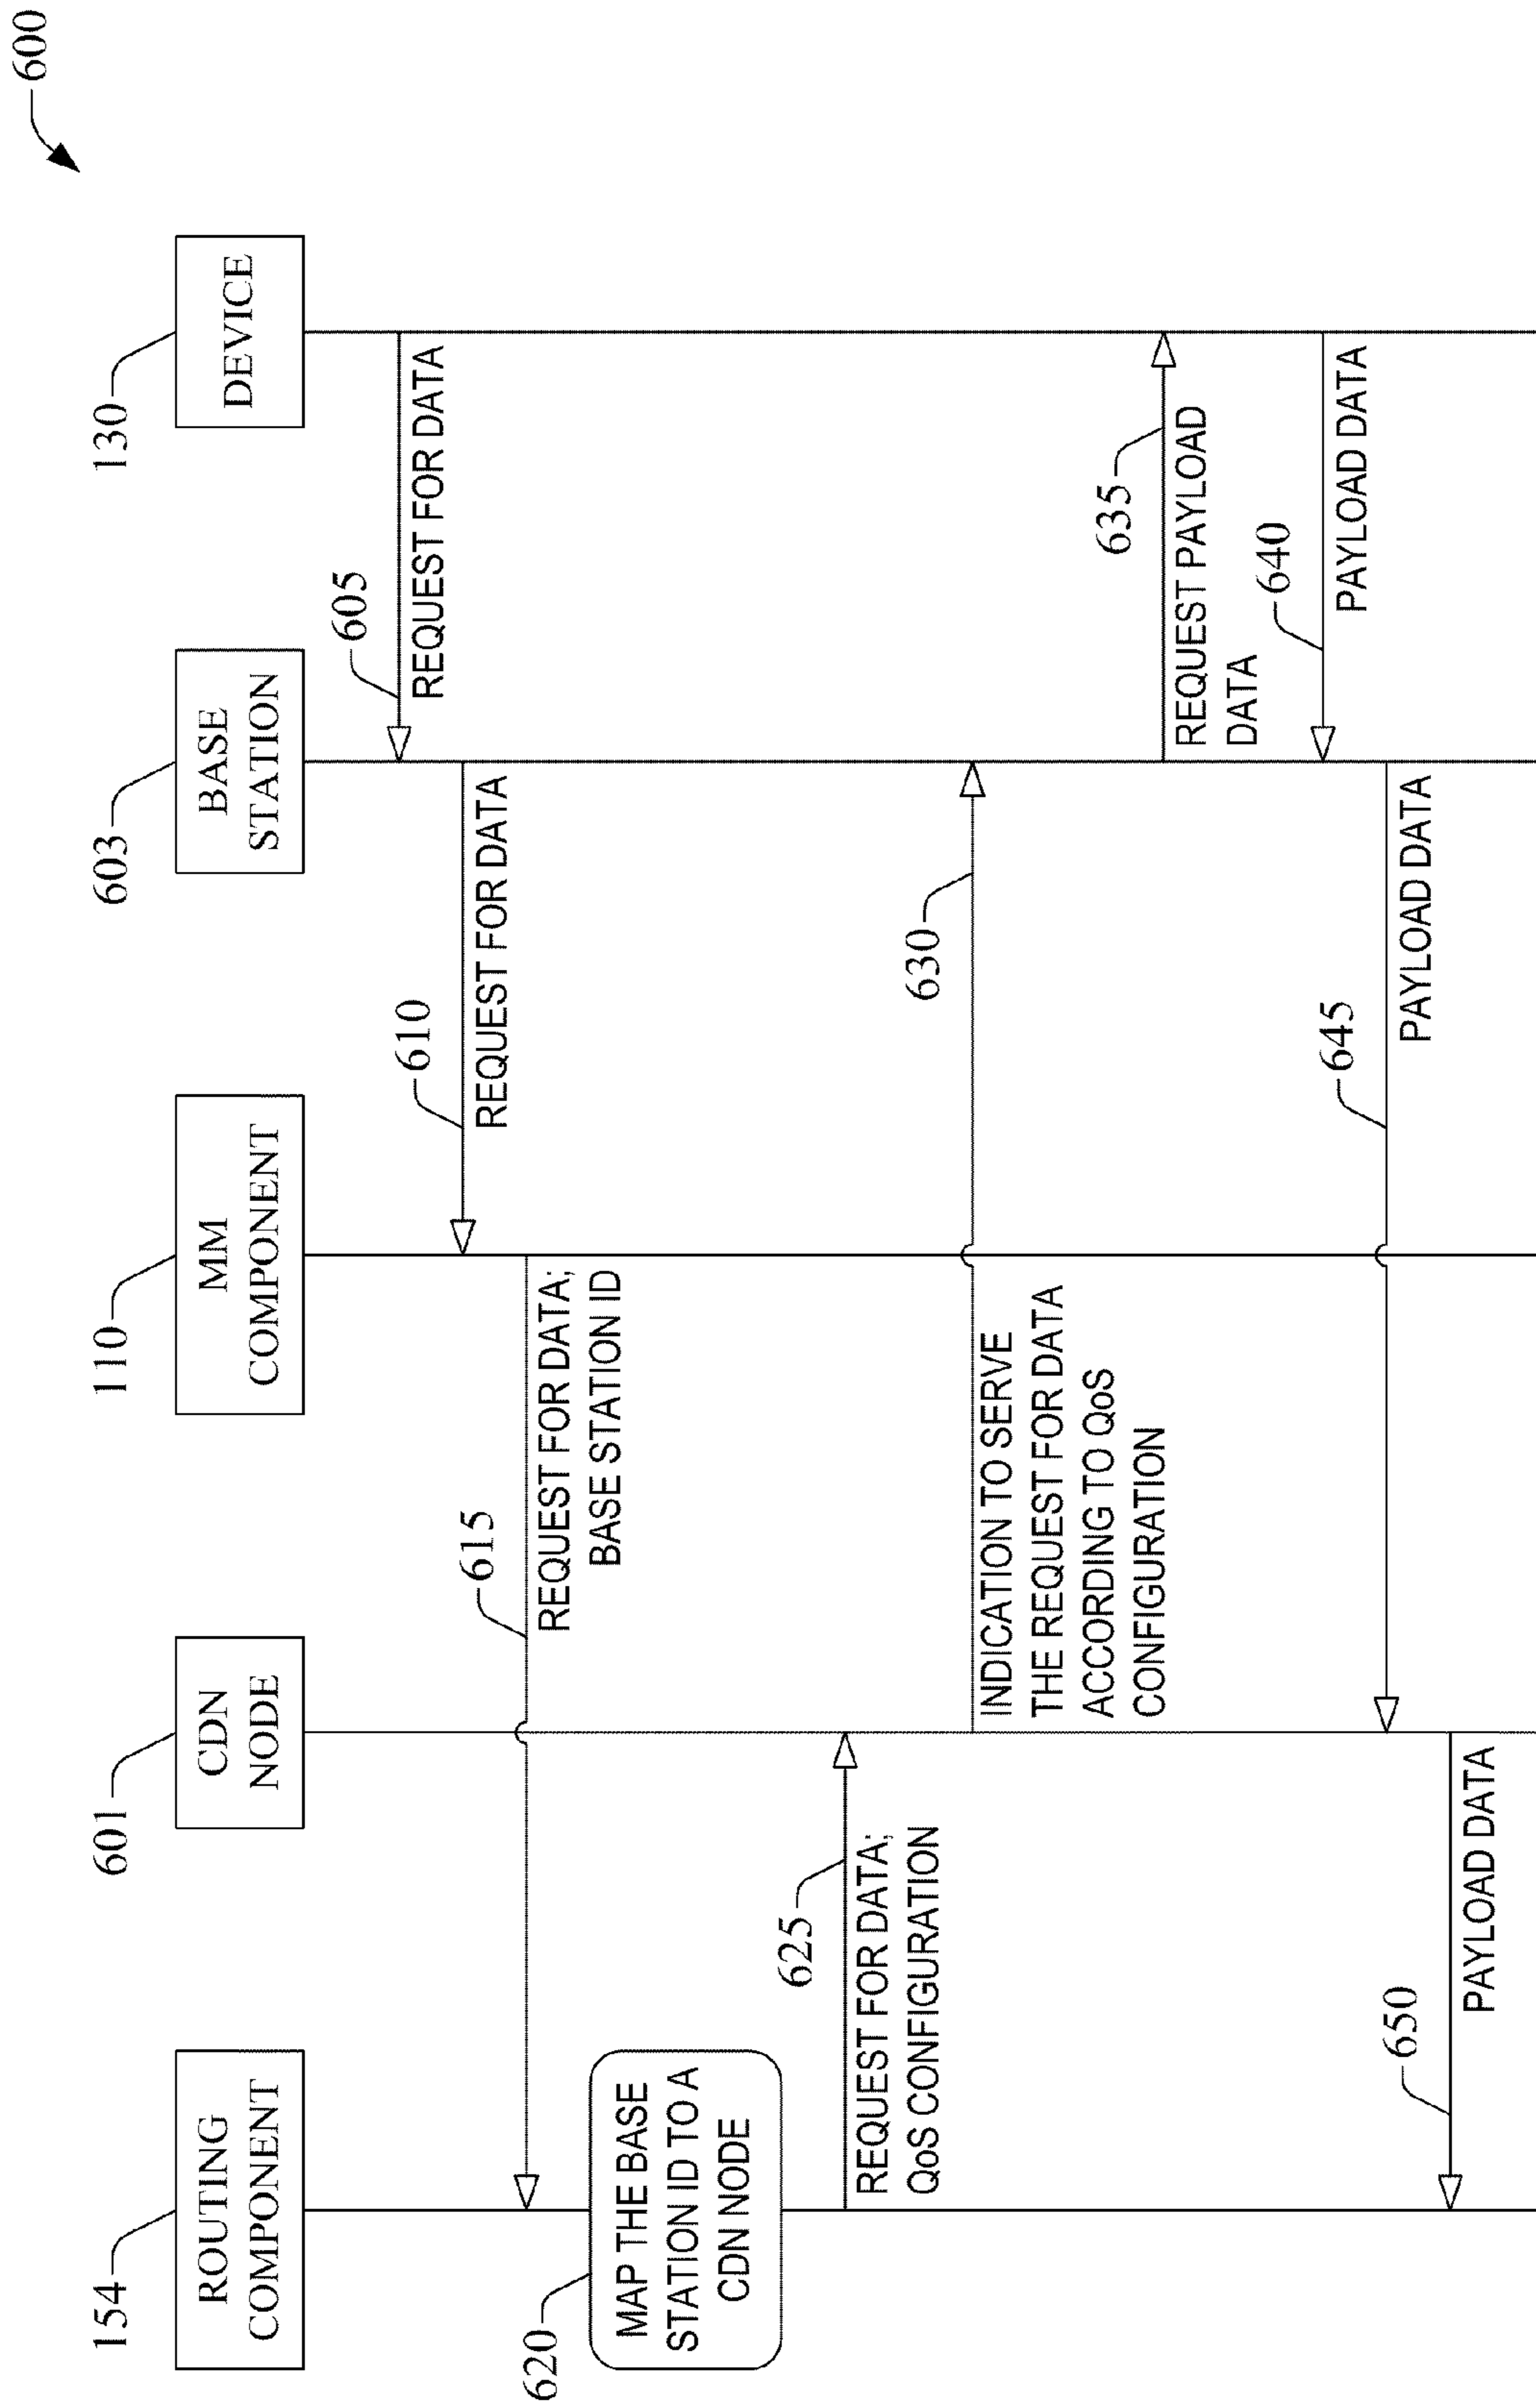 600
154
ROUTING
COMPONENT
601
CDN
NODE
110
MM
COMPONENT
603
BASE
STATION
130
DEVICE
605
REQUEST FOR DATA
610
REQUEST FOR DATA
615
REQUEST FOR DATA;
BASE STATION ID
620
MAP THE BASE
STATION ID TO A
CDN NODE
625
REQUEST FOR DATA;
QoS CONFIGURATION
630
INDICATION TO SERVE
THE REQUEST FOR DATA
ACCORDING TO QoS
CONFIGURATION
635
REQUEST PAYLOAD
DATA
640
PAYLOAD DATA
645
PAYLOAD DATA
650
PAYLOAD DATA